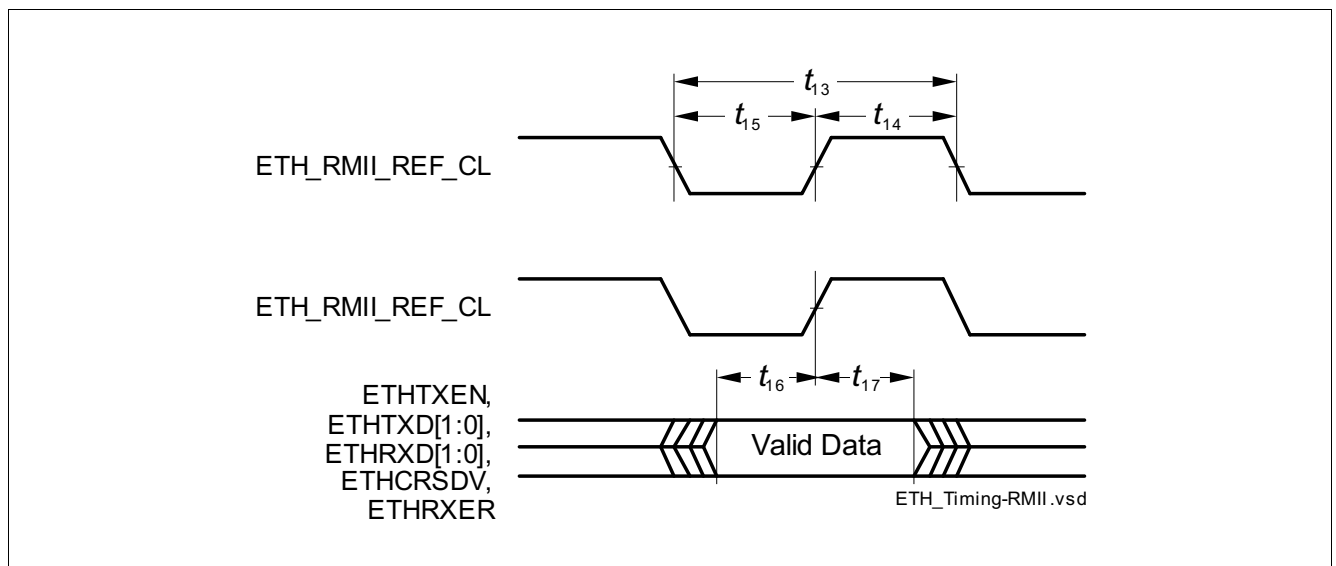 t13
t15
t14
ETH_RMII_REF_CL
ETH_RMII_REF_CL
t16
t17
ETHTXEN,
ETHTXD[1:0],
ETHRXD[1:0],
ETHCRSDV,
ETHRXER
Valid Data
ETH_Timing-RMII.vsd